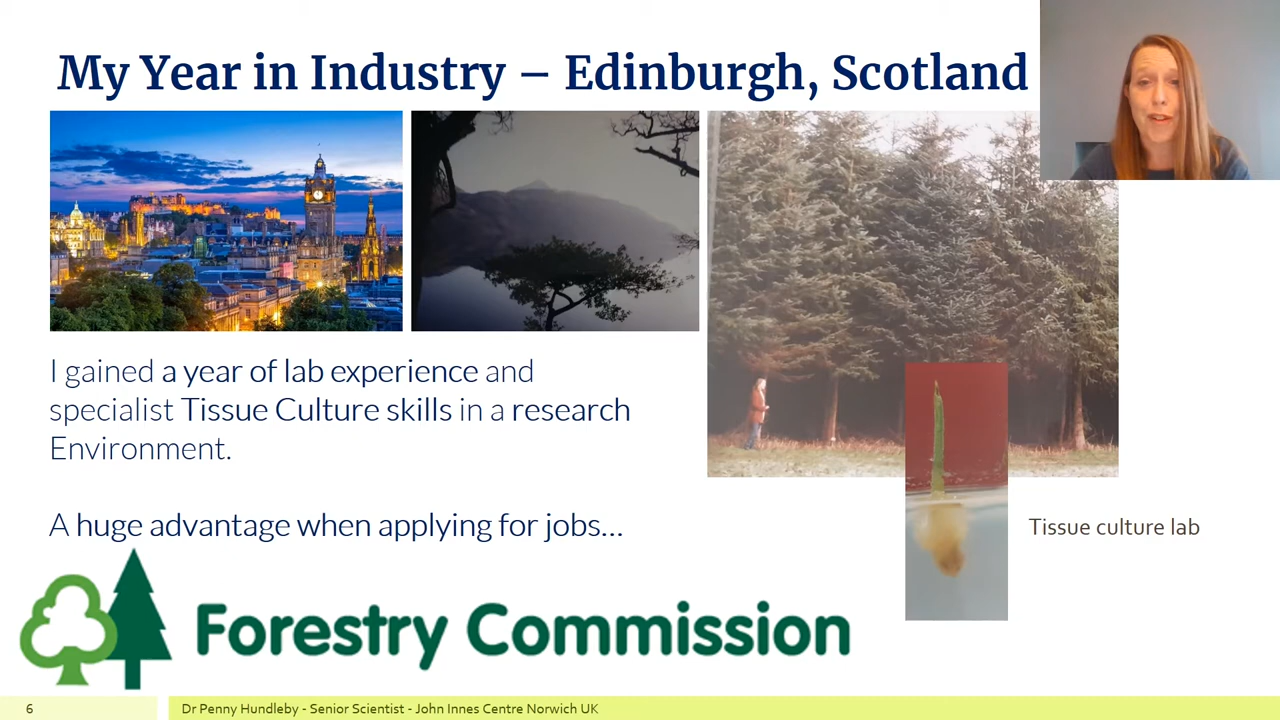 My Year in Industry – Edinburgh, Scotland
I gained a year of lab experience and
specialist Tissue Culture skills in a research
Environment.
A huge advantage when applying for jobs...
Tissue culture lab
Forestry Commission
6
Dr Penny Hundleby - Senior Scientist - John Innes Centre Norwich UK